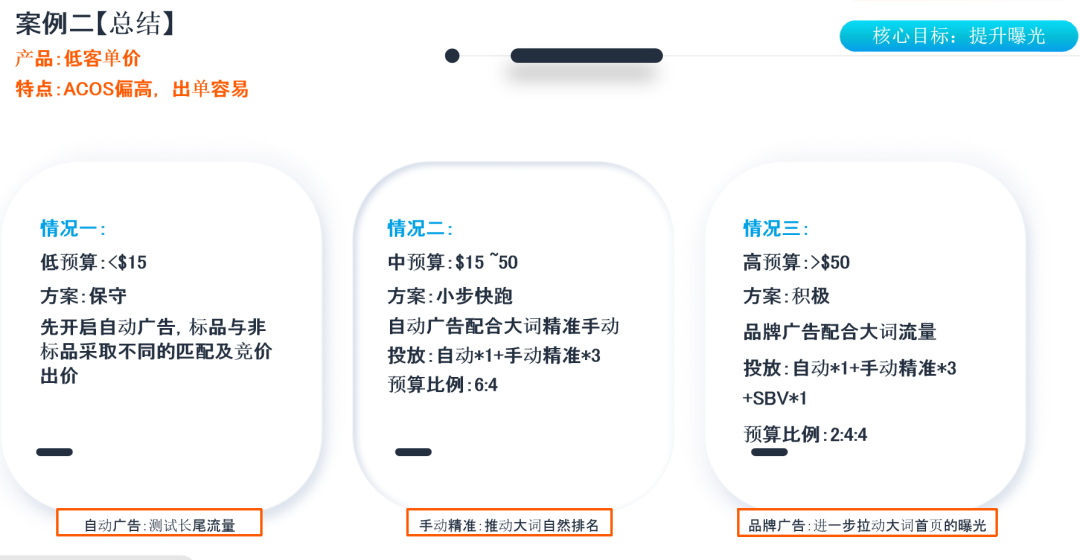 案例二【总结】
产品:低客单价
特点:ACOS偏高，出单容易
核心目标：提升曝光
情况一:
低预算:<$15
方案:保守
先开启自动广告，标品与非
标品采取不同的匹配及竞价
出价
自动广告:测试长尾流量
情况二:
中预算:$15 ~50
方案:小步快跑
自动广告配合大词精准手动
投放:自动*1+手动精准*3
预算比例:6:4
手动精准:推动大词自然排名
情况三:
高预算:>$50
方案:积极
品牌广告配合大词流量
投放:自动*1+手动精准*3
+SBV*1
预算比例:2:4:4
品牌广告:进一步拉动大词首页的曝光